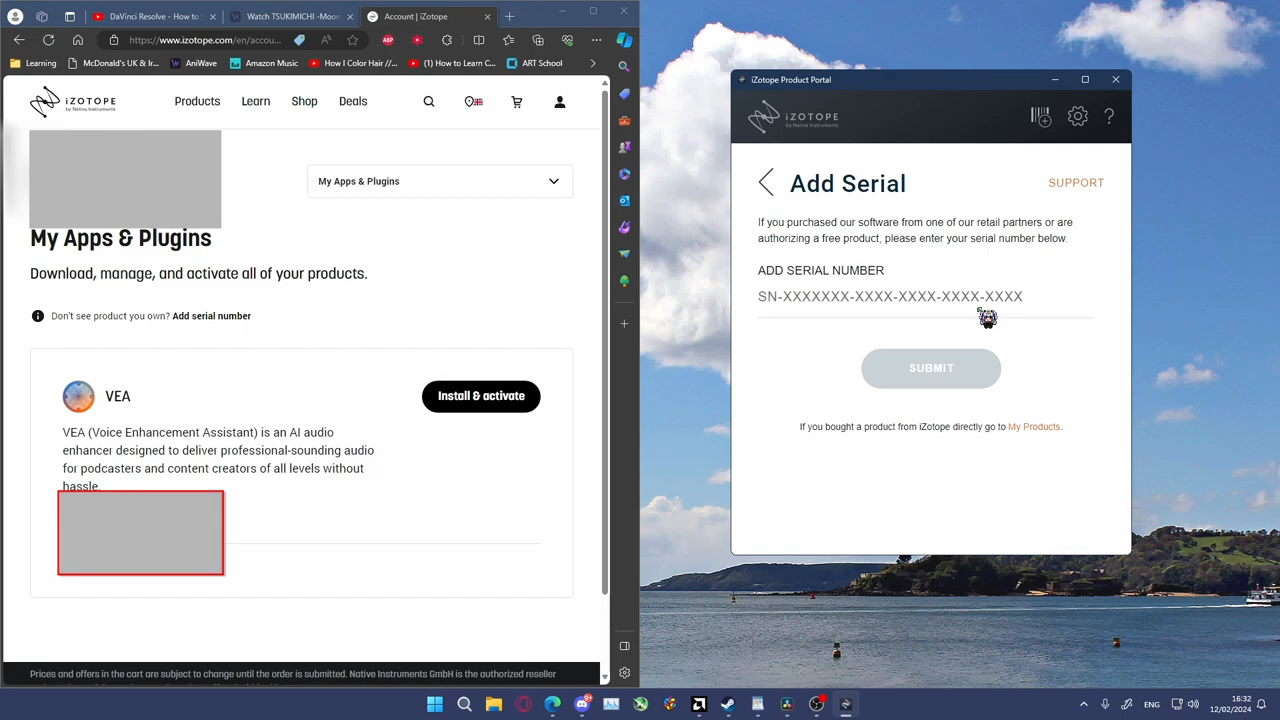 DaVinci Resolve - How to
Watch TSUKIMICHI -Moon
Account | iZotope
https://www.izotope.com/en/accou...
ABP
Learning
McDonald's UK & Ir...
AniWave
Amazon Music
How I Color Hair //...
(1) How to Learn C...
ART School
iZOTOPE
by Native Instruments
Products
Learn
Shop
Deals
My Apps & Plugins
My Apps & Plugins
Download, manage, and activate all of your products.
Don't see product you own? Add serial number
VEA
Install & activate
VEA (Voice Enhancement Assistant) is an AI audio
enhancer designed to deliver professional-sounding audio
for podcasters and content creators of all levels without
hassle.
Prices and offers in the cart are subject to change until the order is submitted. Native Instruments GmbH is the authorized reseller
iZotope Product Portal
iZOTOPE
by Native Instruments
Add Serial
SUPPORT
If you purchased our software from one of our retail partners or are
authorizing a free product, please enter your serial number below.
ADD SERIAL NUMBER
SN-XXXXXXX-XXXX-XXXX-XXXX-XXXX
SUBMIT
If you bought a product from iZotope directly go to My Products.
ENG
16:32
12/02/2024